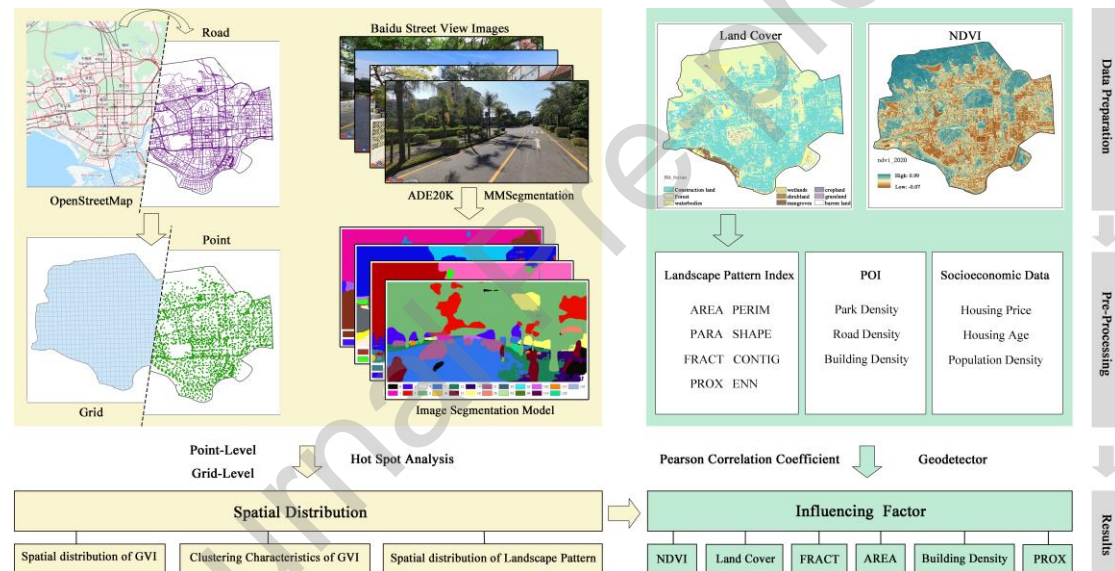 Road
Baidu Street View Images
OpenStreetMap
ADE20K MMSegmentation
Point
Grid
Image Segmentation Model
Land Cover
Construction land
Forest
waterbodies
wetlands
shrubland
mangroves
cropland
grassland
barren land
NDVI
ndvi_2020
High: 0.99
Low: -0.07
Landscape Pattern Index
AREA PERIM
PARA SHAPE
FRACT CONTIG
PROX ENN
POI
Park Density
Road Density
Building Density
Socioeconomic Data
Housing Price
Housing Age
Population Density
Data Preparation
Pre-Processing
Results
Point-Level
Grid-Level
Hot Spot Analysis
Pearson Correlation Coefficient
Geodetector
Spatial Distribution
Spatial distribution of GVI
Clustering Characteristics of GVI
Spatial distribution of Landscape Pattern
Influencing Factor
NDVI
Land Cover
FRACT
AREA
Building Density
PROX